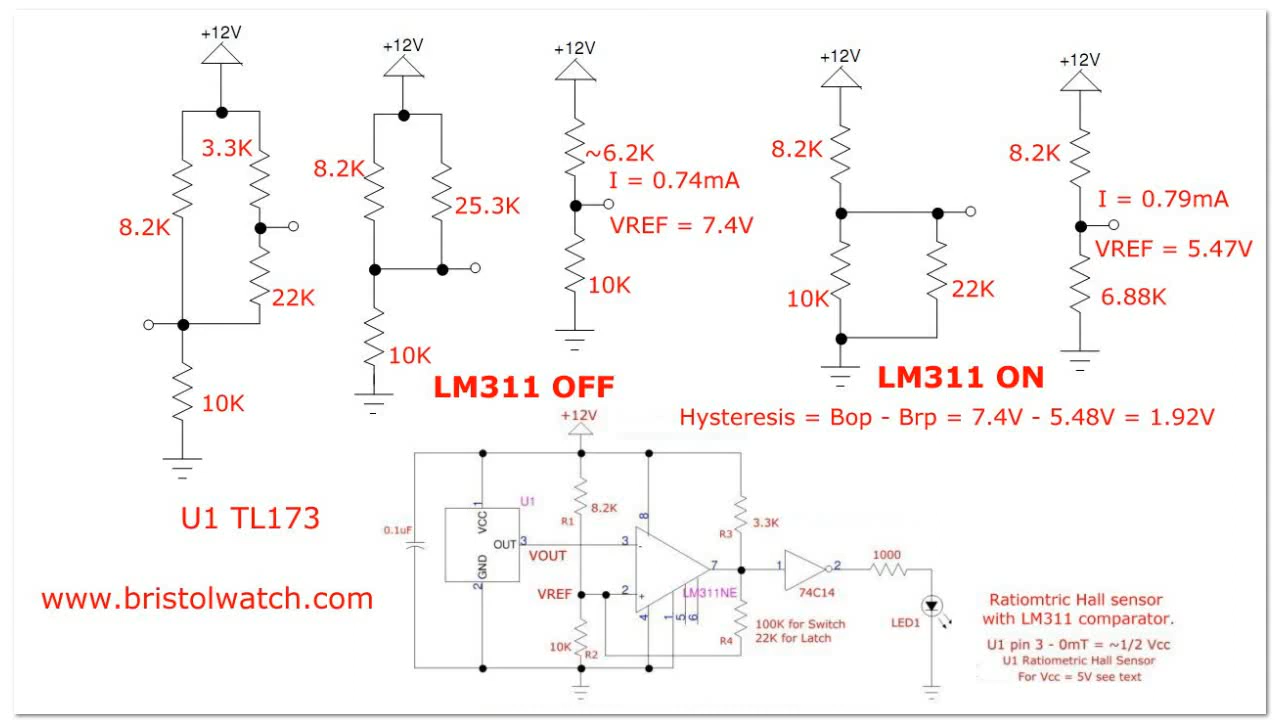 +12V
3.3K
8.2K
22K
10K
+12V
8.2K
25.3K
10K
+12V
~6.2K
I = 0.74mA
VREF = 7.4V
10K
LM311 OFF
+12V
8.2K
10K
22K
+12V
8.2K
I = 0.79mA
VREF = 5.47V
6.88K
LM311 ON
Hysteresis = Bop - Brp = 7.4V - 5.48V = 1.92V
U1 TL173
www.bristolwatch.com
+12V
0.1uF
1
U1
VCC
OUT
3
GND
2
VOUT
8.2K
R1
VREF
10K
R2
8
3
-
2
+
7
LM311NE
4
1
5
6
3.3K
R3
100K for Switch
22K for Latch
R4
1
2
74C14
1000
LED1
Ratiomtric Hall sensor
with LM311 comparator.
U1 pin 3 - 0mT = ~1/2 Vcc
U1 Ratiometric Hall Sensor
For Vcc = 5V see text